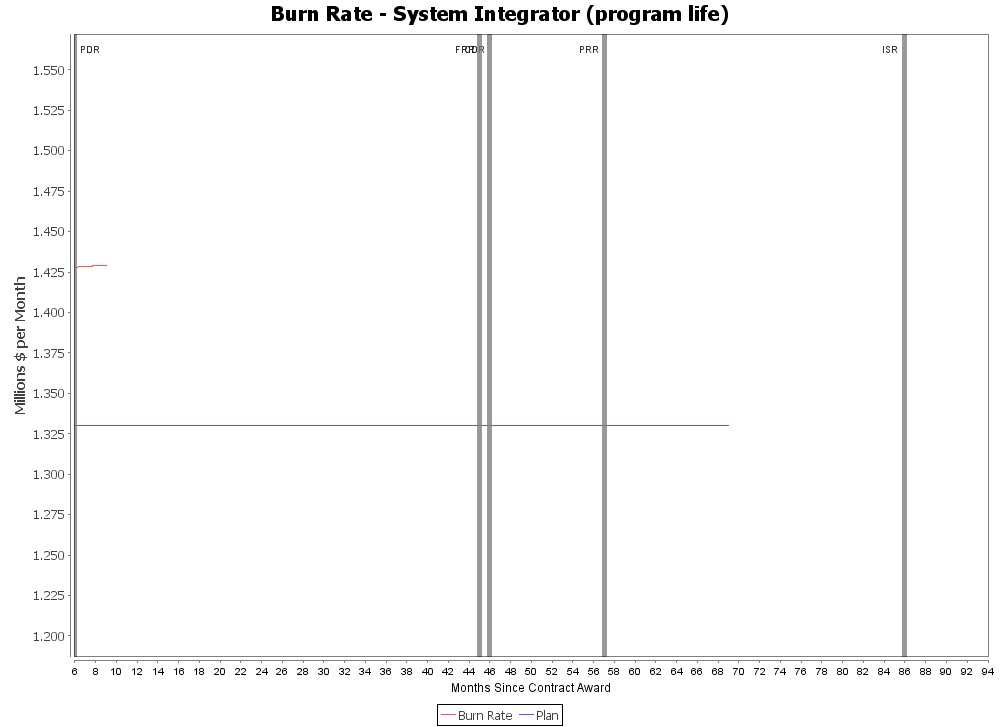 Burn Rate - System Integrator (program life)
PDR
FRR
CDR
PRR
ISR
1.550
1.525
1.500
1.475
1.450
1.425
1.400
1.375
1.350
1.325
1.300
1.275
1.250
1.225
1.200
Millions $ per Month
6 8 10 12 14 16 18 20 22 24 26 28 30 32 34 36 38 40 42 44 46 48 50 52 54 56 58 60 62 64 66 68 70 72 74 76 78 80 82 84 86 88 90 92 94
Months Since Contract Award
Burn Rate Plan